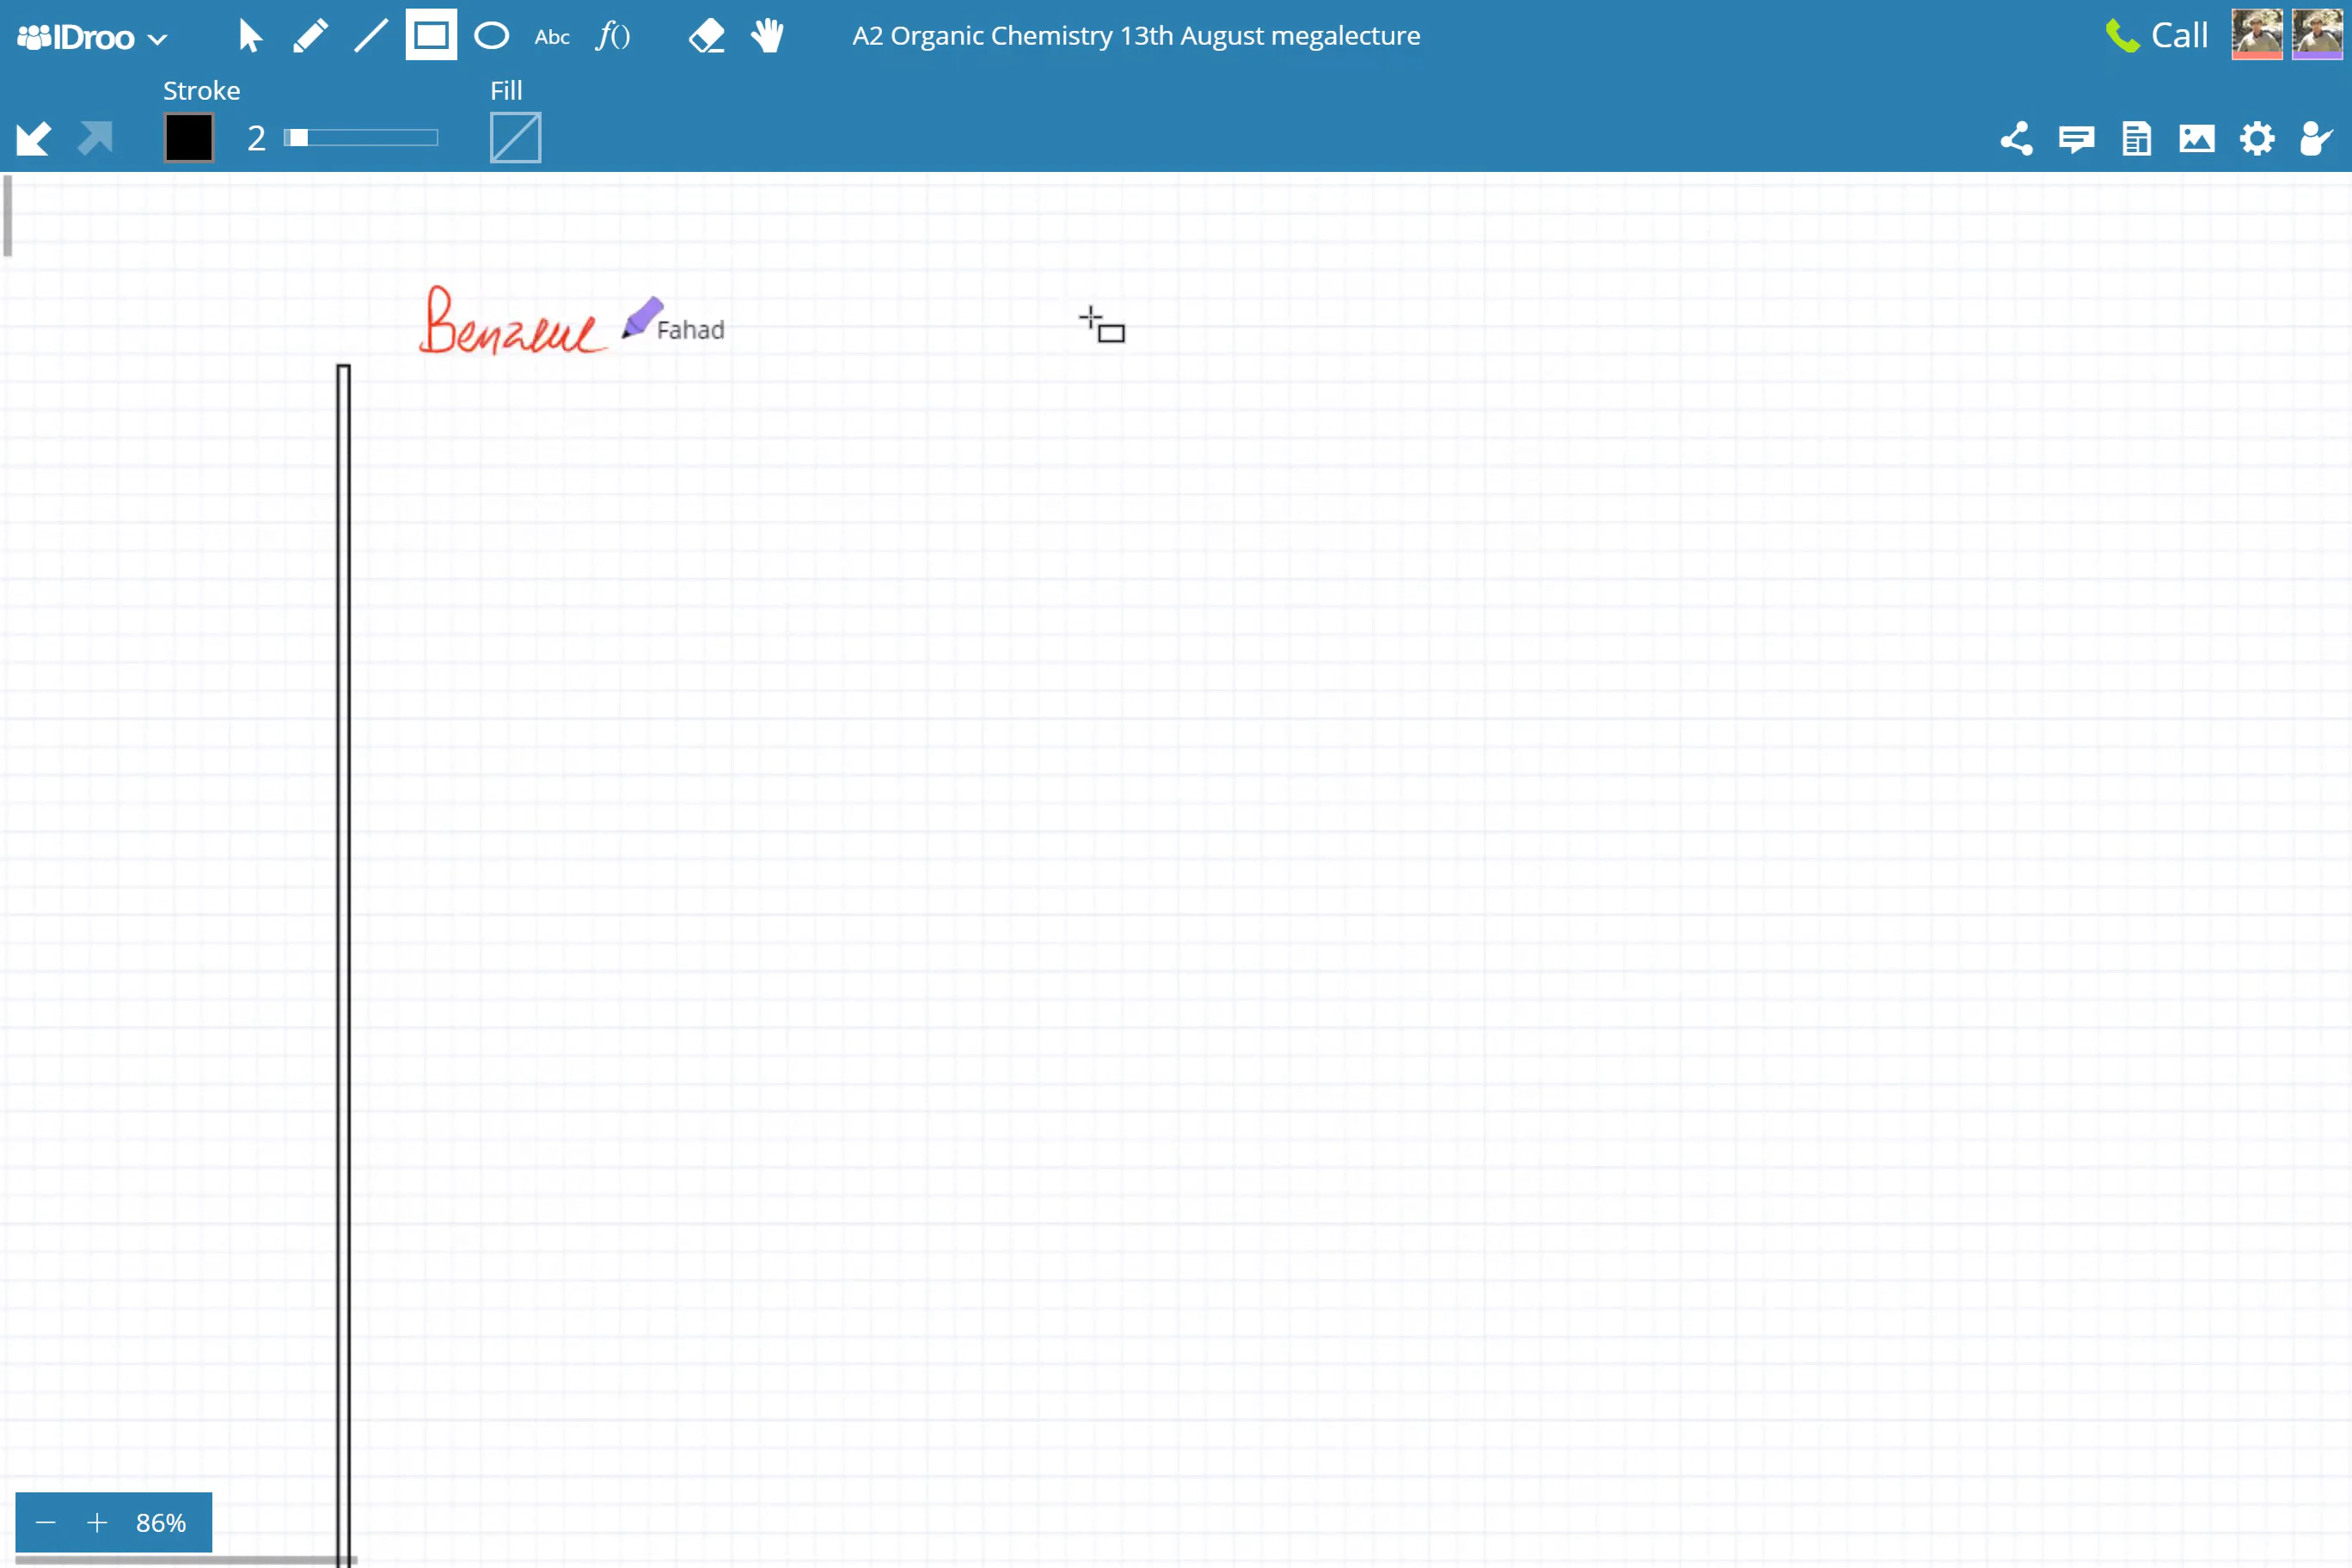 IDroo
Abc
f()
A2 Organic Chemistry 13th August megalecture
Call
Stroke
Fill
2
Benzene
Fahad
86%